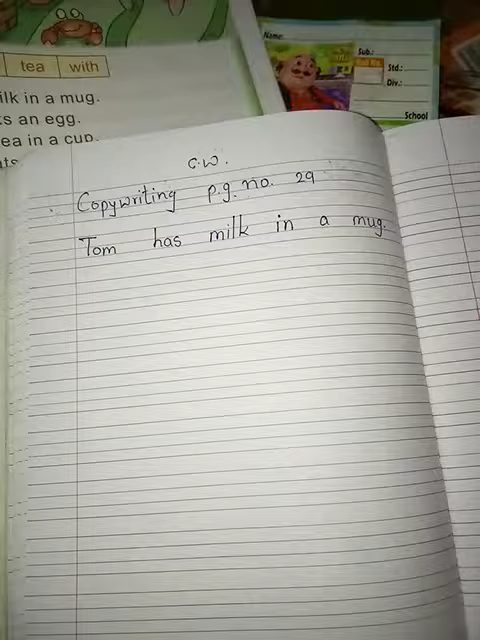 tea with
ilk in a mug.
s an egg.
ea in a cup.
Name:
Sub.:
Std.:
Div.:
School
C.W.
Copywriting p.g. no. 29
Tom has milk in a mug.